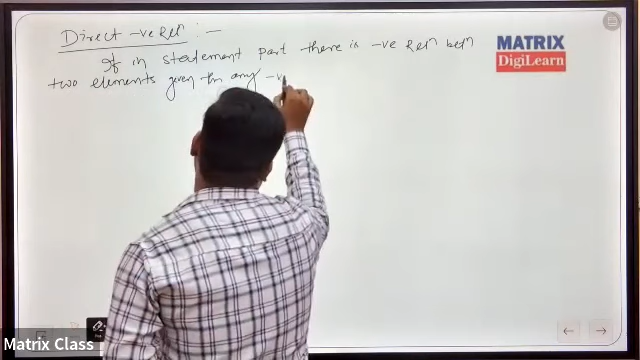 Direct -ve Reln :-
If in statement part there is -ve Reln betn
two elements given then any -v
MATRIX
DigiLearn
Matrix Class